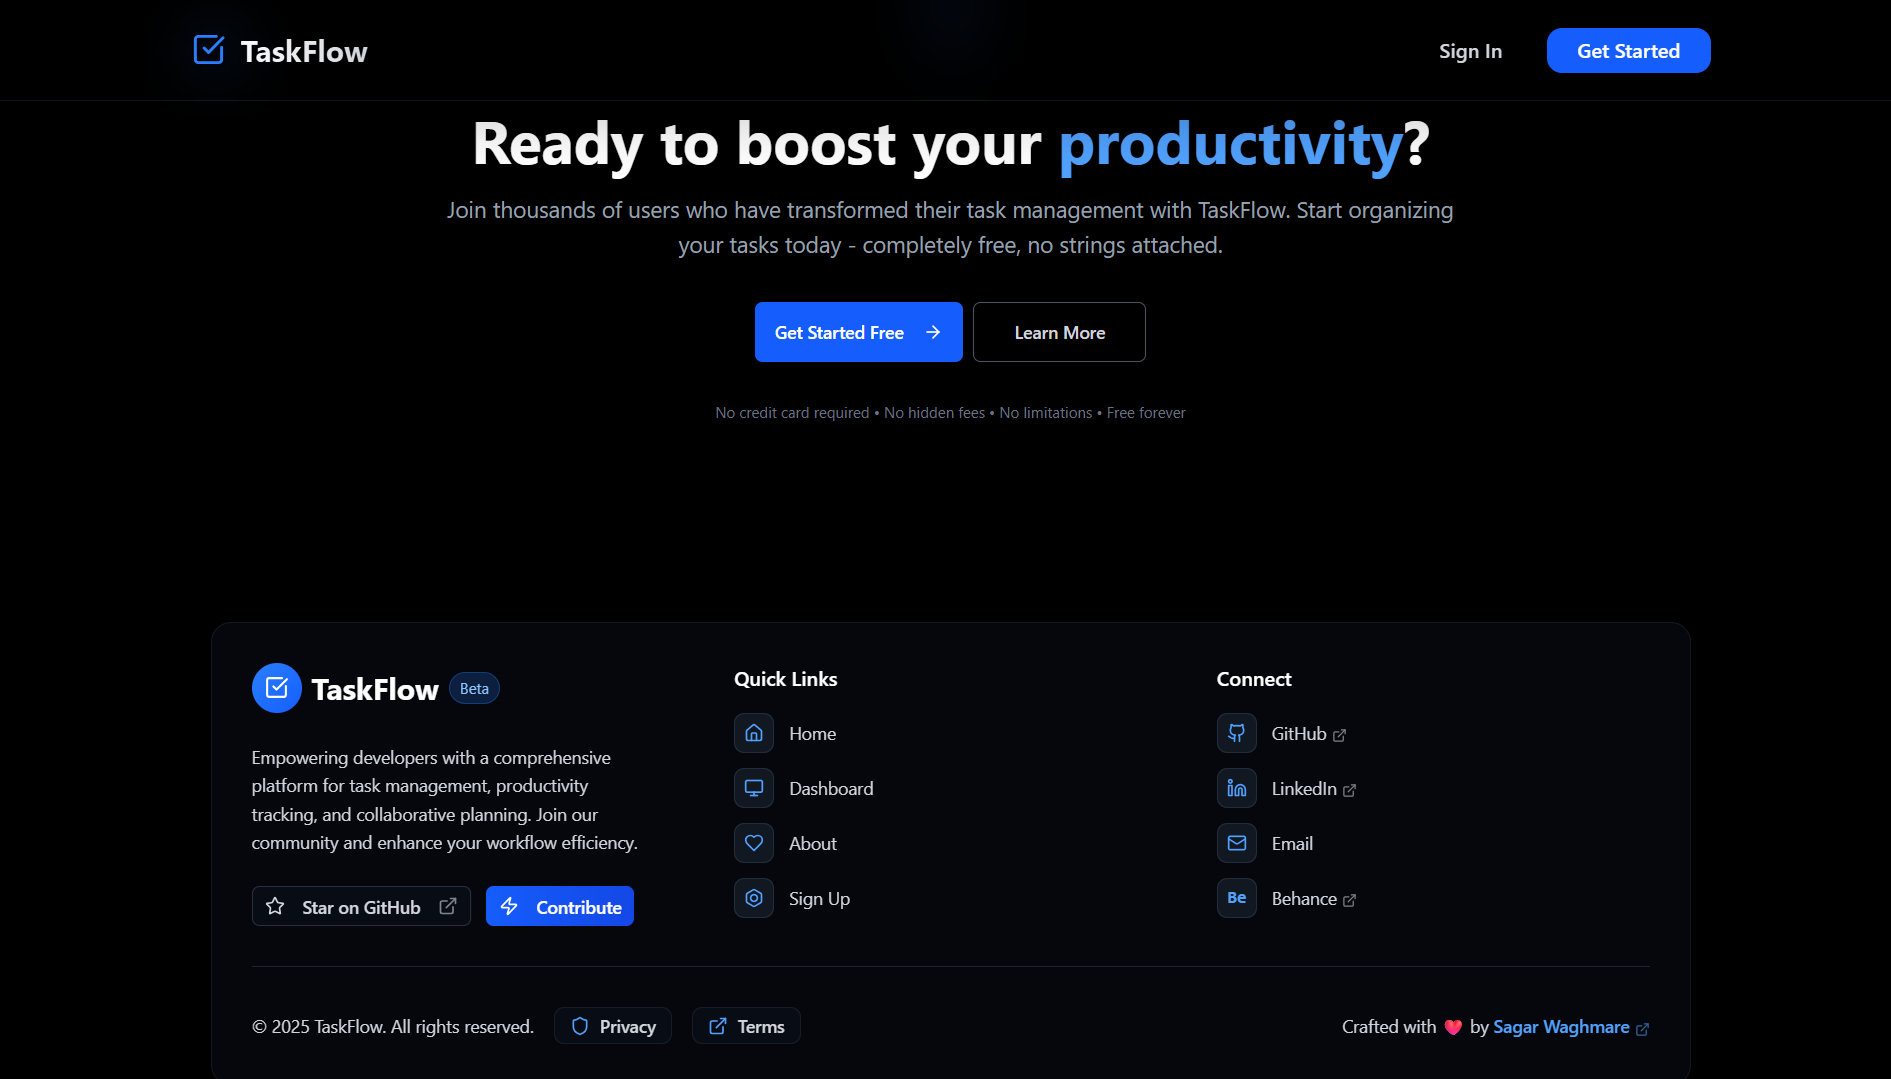 TaskFlow
Sign In
Get Started
Ready to boost your productivity?
Join thousands of users who have transformed their task management with TaskFlow. Start organizing
your tasks today - completely free, no strings attached.
Get Started Free
Learn More
No credit card required • No hidden fees • No limitations • Free forever
TaskFlow
Beta
Empowering developers with a comprehensive
platform for task management, productivity
tracking, and collaborative planning. Join our
community and enhance your workflow efficiency.
Star on GitHub
Contribute
Quick Links
Home
Dashboard
About
Sign Up
Connect
GitHub
LinkedIn
Email
Be
Behance
© 2025 TaskFlow. All rights reserved.
Privacy
Terms
Crafted with ❤️ by Sagar Waghmare